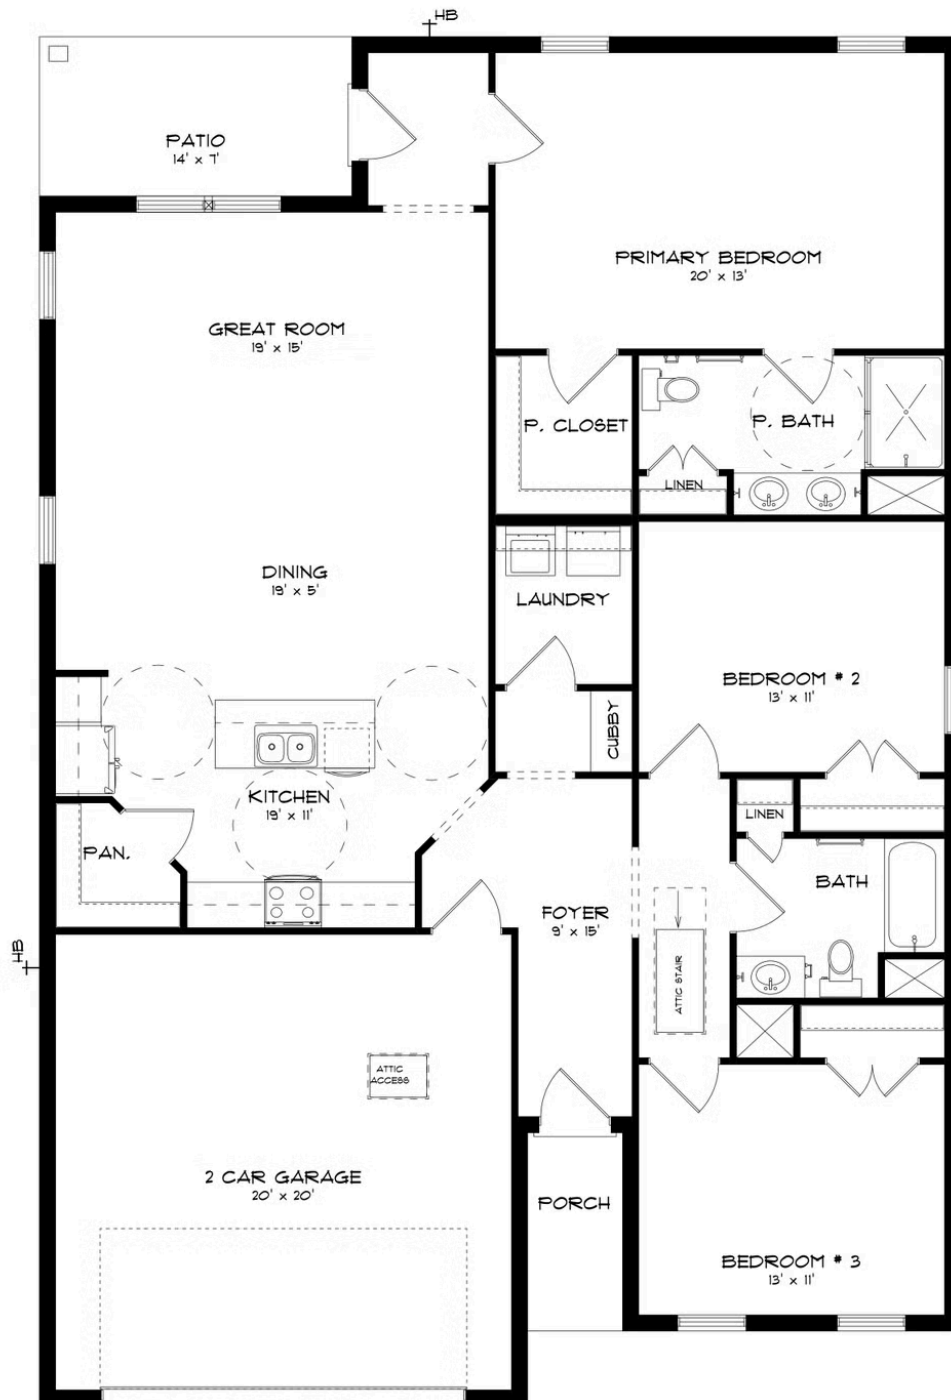 HB
PATIO
14' x 7'
PRIMARY BEDROOM
20' x 13'
GREAT ROOM
19' x 15'
P. CLOSET
P. BATH
LINEN
DINING
19' x 5'
LAUNDRY
BEDROOM # 2
13' x 11'
CUBBY
KITCHEN
19' x 11'
LINEN
PAN.
BATH
FOYER
9' x 15'
HB
ATTIC STAIR
ATTIC
ACCESS
2 CAR GARAGE
20' x 20'
PORCH
BEDROOM # 3
13' x 11'